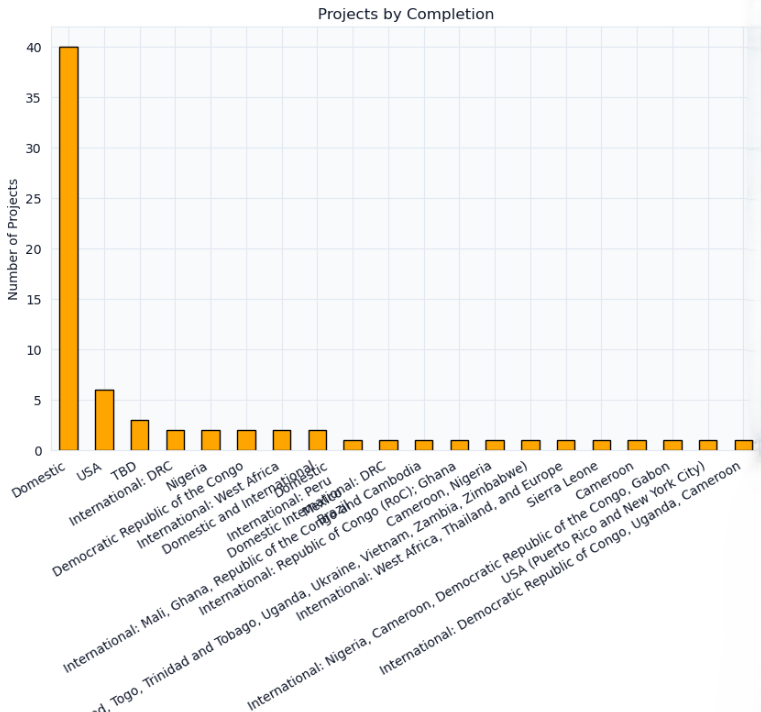 Projects by Completion
Number of Projects
40
35
30
25
20
15
10
5
0
Domestic
USA
TBD
International: DRC
Nigeria
Democratic Republic of the Congo
International: West Africa
Domestic and International
Domestic
International: Peru
Domestic International: DRC
International: Mali, Ghana, Republic of the Congo and Cambodia
International: Republic of Congo (RoC); Ghana
Cameroon, Nigeria
Togo, Trinidad and Tobago, Uganda, Ukraine, Vietnam, Zambia, Zimbabwe)
International: West Africa, Thailand, and Europe
Sierra Leone
Cameroon
International: Nigeria, Cameroon, Democratic Republic of the Congo, Gabon
USA (Puerto Rico and New York City)
International: Democratic Republic of Congo, Uganda, Cameroon